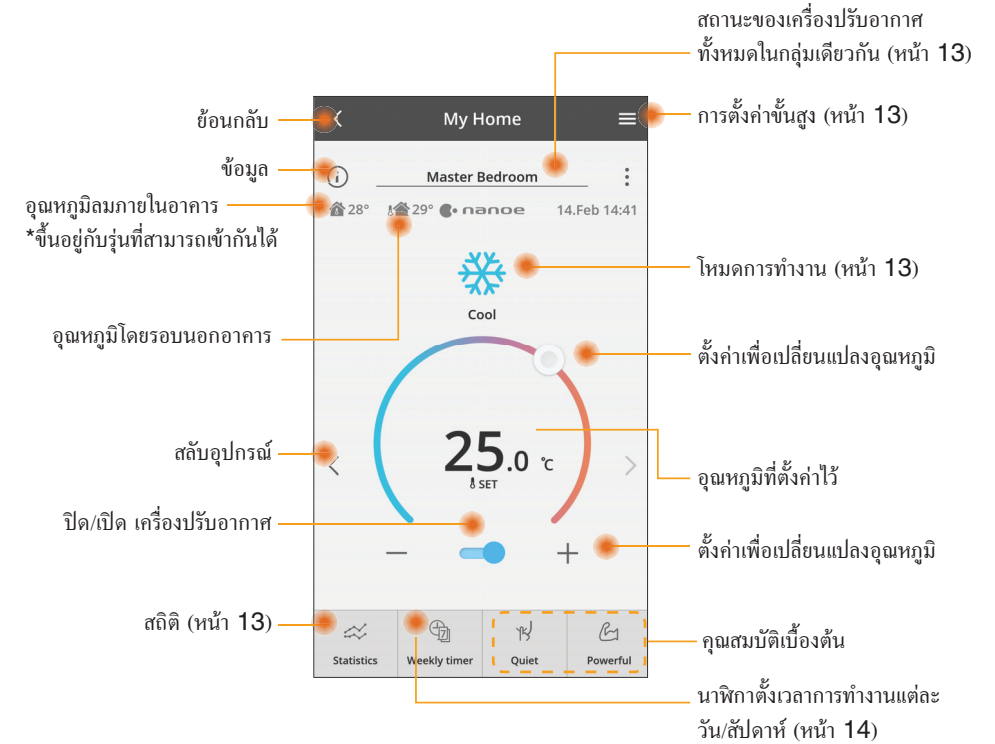 สถานะของเครื่องปรับอากาศ
ทั้งหมดในกลุ่มเดียวกัน (หน้า 13)
ย้อนกลับ
My Home
การตั้งค่าขั้นสูง (หน้า 13)
ข้อมูล
Master Bedroom
อุณหภูมิลมภายในอาคาร
*ขึ้นอยู่กับรุ่นที่สามารถเข้ากันได้
28° 29° nanoe 14.Feb 14:41
โหมดการทำงาน (หน้า 13)
Cool
อุณหภูมิโดยรอบนอกอาคาร
ตั้งค่าเพื่อเปลี่ยนแปลงอุณหภูมิ
สลับอุปกรณ์
25.0 °C
SET
อุณหภูมิที่ตั้งค่าไว้
ปิด/เปิด เครื่องปรับอากาศ
ตั้งค่าเพื่อเปลี่ยนแปลงอุณหภูมิ
สถิติ (หน้า 13)
7
Statistics
Weekly timer
Quiet
Powerful
คุณสมบัติเบื้องต้น
นาฬิกาตั้งเวลาการทำงานแต่ละ
วัน/สัปดาห์ (หน้า 14)